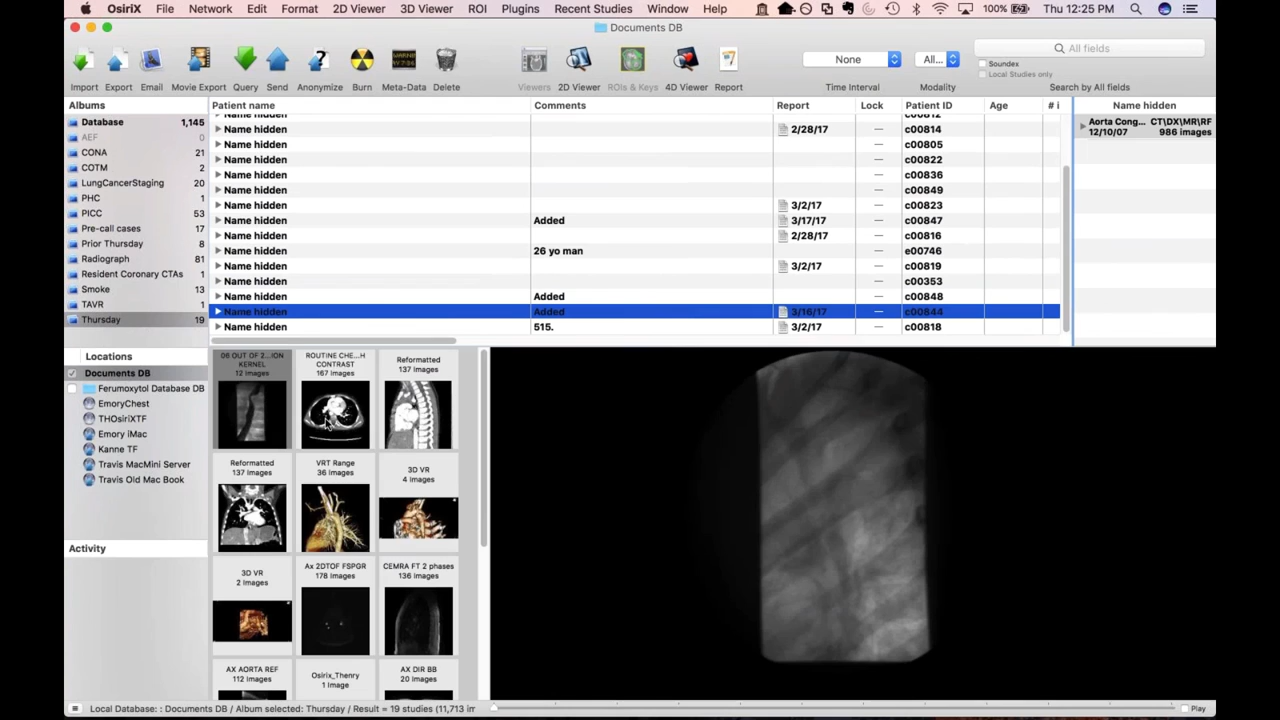 OsiriX File Network Edit Format 2D Viewer 3D Viewer ROI Plugins Recent Studies Window Help 100% Thu 12:25 PM
Documents DB
None All... All fields
Soundex
Local Studies only
Import Export Email Movie Export Query Send Anonymize Burn Meta-Data Delete Viewers 2D Viewer ROIs & Keys 4D Viewer Report Time Interval Modality Search by All fields
Albums Patient name Comments Report Lock Patient ID Age # i Name hidden
Database 1,145
AEF 0
CONA 21
COTM 2
LungCancerStaging 20
PHC 1
PICC 53
Pre-call cases 17
Prior Thursday 8
Radiograph 81
Resident Coronary CTAs 1
Smoke 13
TAVR 1
Thursday 19
Name hidden 2/28/17 — c00814
Name hidden — c00805
Name hidden — c00822
Name hidden — c00836
Name hidden — c00849
Name hidden 3/2/17 — c00823
Name hidden Added 3/17/17 — c00847
Name hidden 2/28/17 — c00816
Name hidden 26 yo man — e00746
Name hidden 3/2/17 — c00819
Name hidden — c00353
Name hidden Added — c00848
Name hidden Added 3/16/17 — c00844
Name hidden 515. 3/2/17 — c00818
Aorta Cong... CT\DX\MR\RF
12/10/07 986 images
Locations
Documents DB
Ferumoxytol Database DB
EmoryChest
THOsiriXTF
Emory iMac
Kanne TF
Travis MacMini Server
Travis Old Mac Book
Activity
06 OUT OF 2...ION
KERNEL
12 Images
ROUTINE CHE...H
CONTRAST
167 Images
Reformatted
137 Images
Reformatted
137 Images
VRT Range
36 Images
3D VR
4 Images
3D VR
2 Images
Ax 2DTOF FSPGR
178 Images
CEMRA FT 2 phases
136 Images
AX AORTA REF
112 Images
Osirix_Thenry
1 Image
AX DIR BB
20 Images
Local Database: : Documents DB / Album selected: Thursday / Result = 19 studies (11,713 im
Play